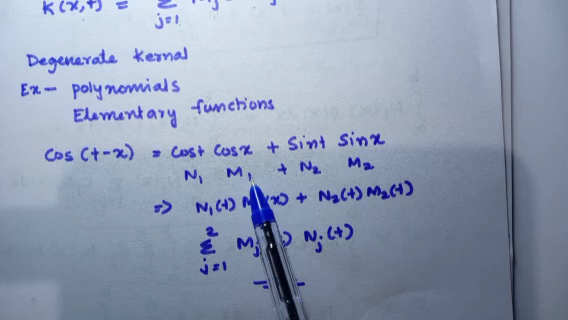 K(x,t) = Σ
j=1
Degenerate Kernal
Ex- polynomials
Elementary functions
Cos(t-x) = Cost Cosx + Sint Sinx
N₁ M₁ + N₂ M₂
=> N₁(t) M (x) + N₂(t) M₂(t)
2
Σ Mj ) Nj(t)
j=1